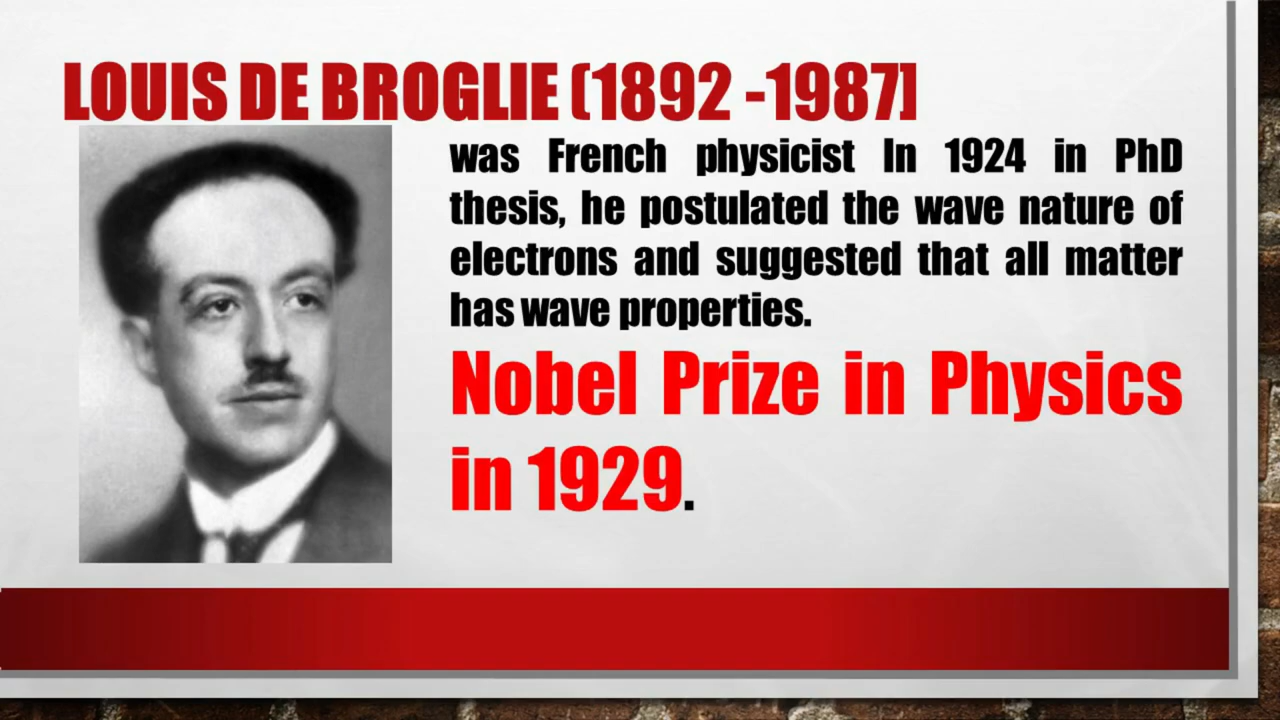 LOUIS DE BROGLIE (1892 -1987]
was French physicist In 1924 in PhD
thesis, he postulated the wave nature of
electrons and suggested that all matter
has wave properties.
Nobel Prize in Physics
in 1929.